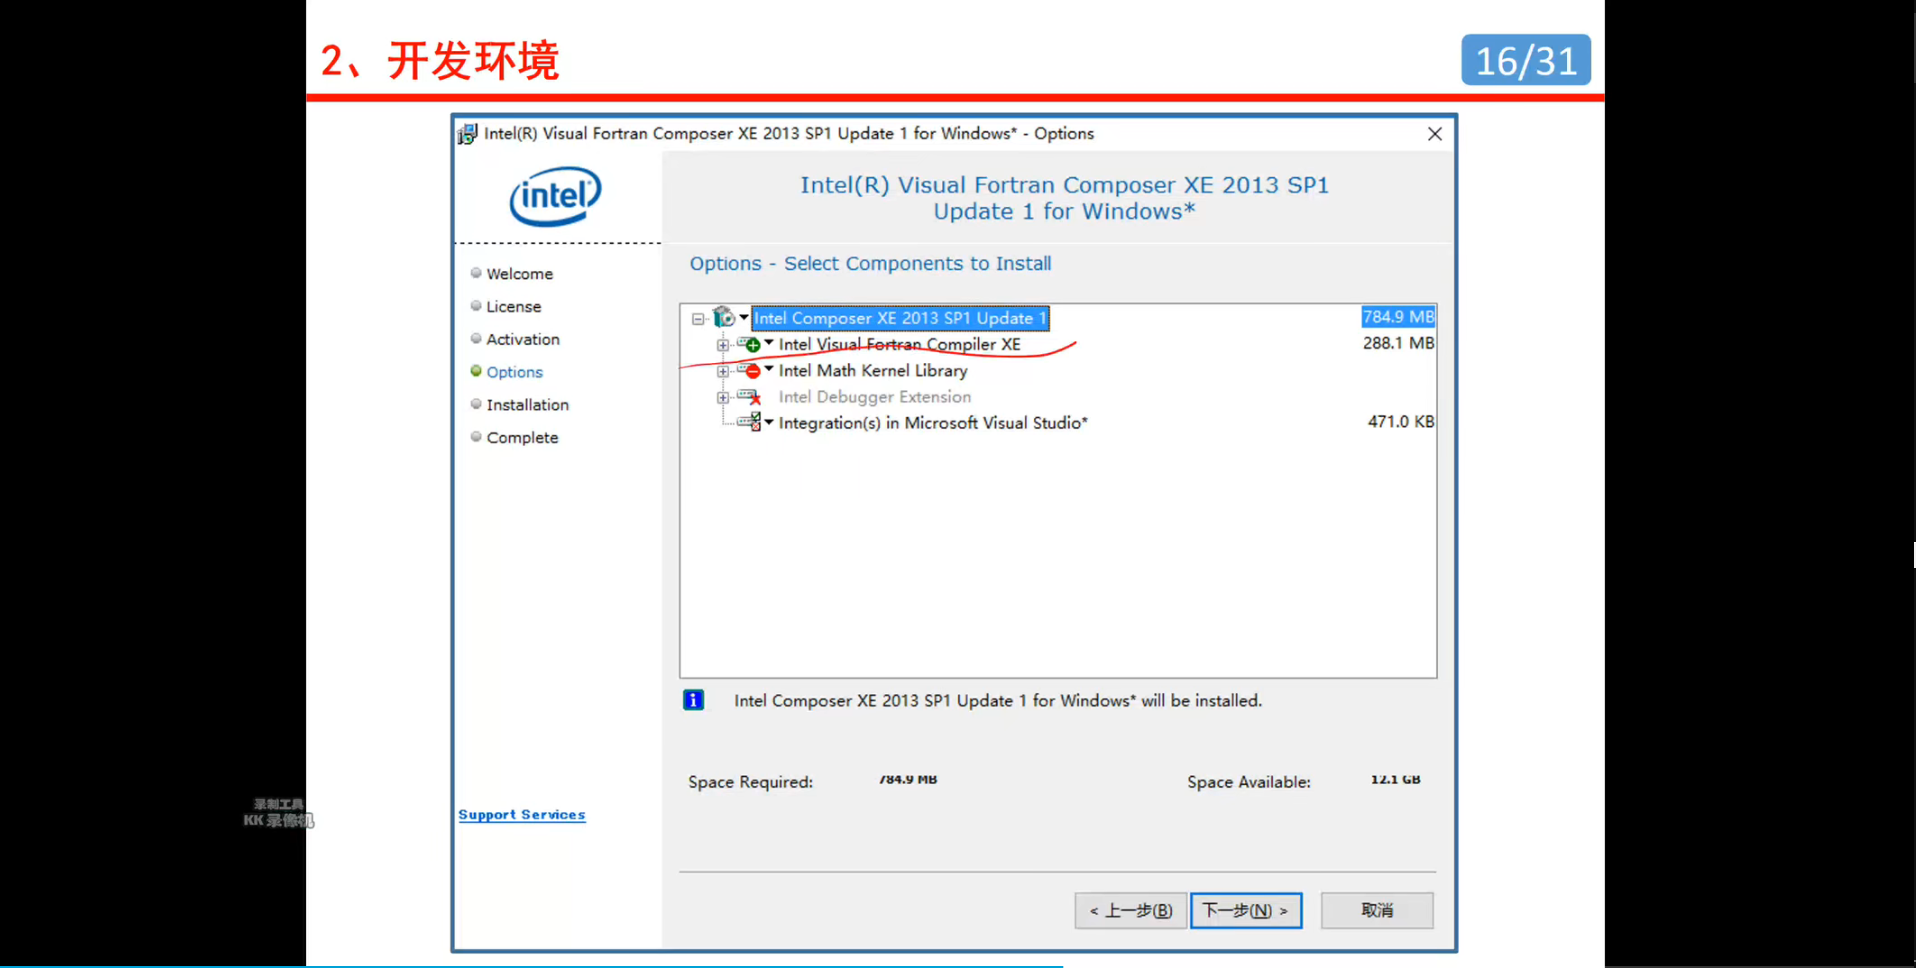 2、开发环境
16/31
Intel(R) Visual Fortran Composer XE 2013 SP1 Update 1 for Windows* - Options
intel
Intel(R) Visual Fortran Composer XE 2013 SP1
Update 1 for Windows*
Welcome
License
Activation
Options
Installation
Complete
Options - Select Components to Install
Intel Composer XE 2013 SP1 Update 1 784.9 MB
Intel Visual Fortran Compiler XE 288.1 MB
Intel Math Kernel Library
Intel Debugger Extension
Integration(s) in Microsoft Visual Studio* 471.0 KB
Intel Composer XE 2013 SP1 Update 1 for Windows* will be installed.
Space Required: 784.9 MB Space Available: 12.1 GB
Support Services
录制工具
KK 录像机
< 上一步(B) 下一步(N) > 取消